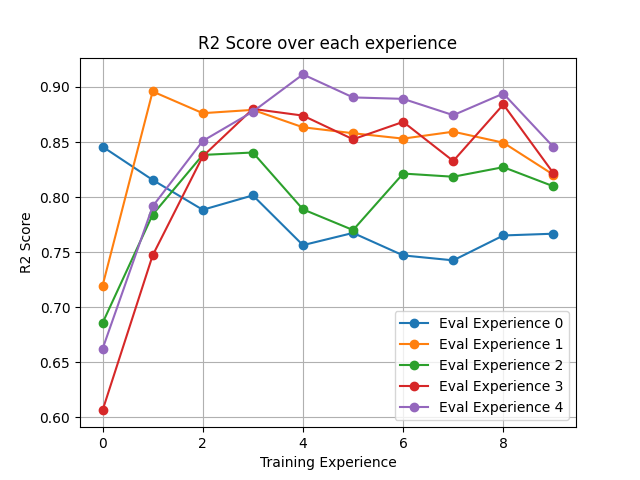 R2 Score over each experience
R2 Score
0.90
0.85
0.80
0.75
0.70
0.65
0.60
0
2
4
6
8
Training Experience
Eval Experience 0
Eval Experience 1
Eval Experience 2
Eval Experience 3
Eval Experience 4